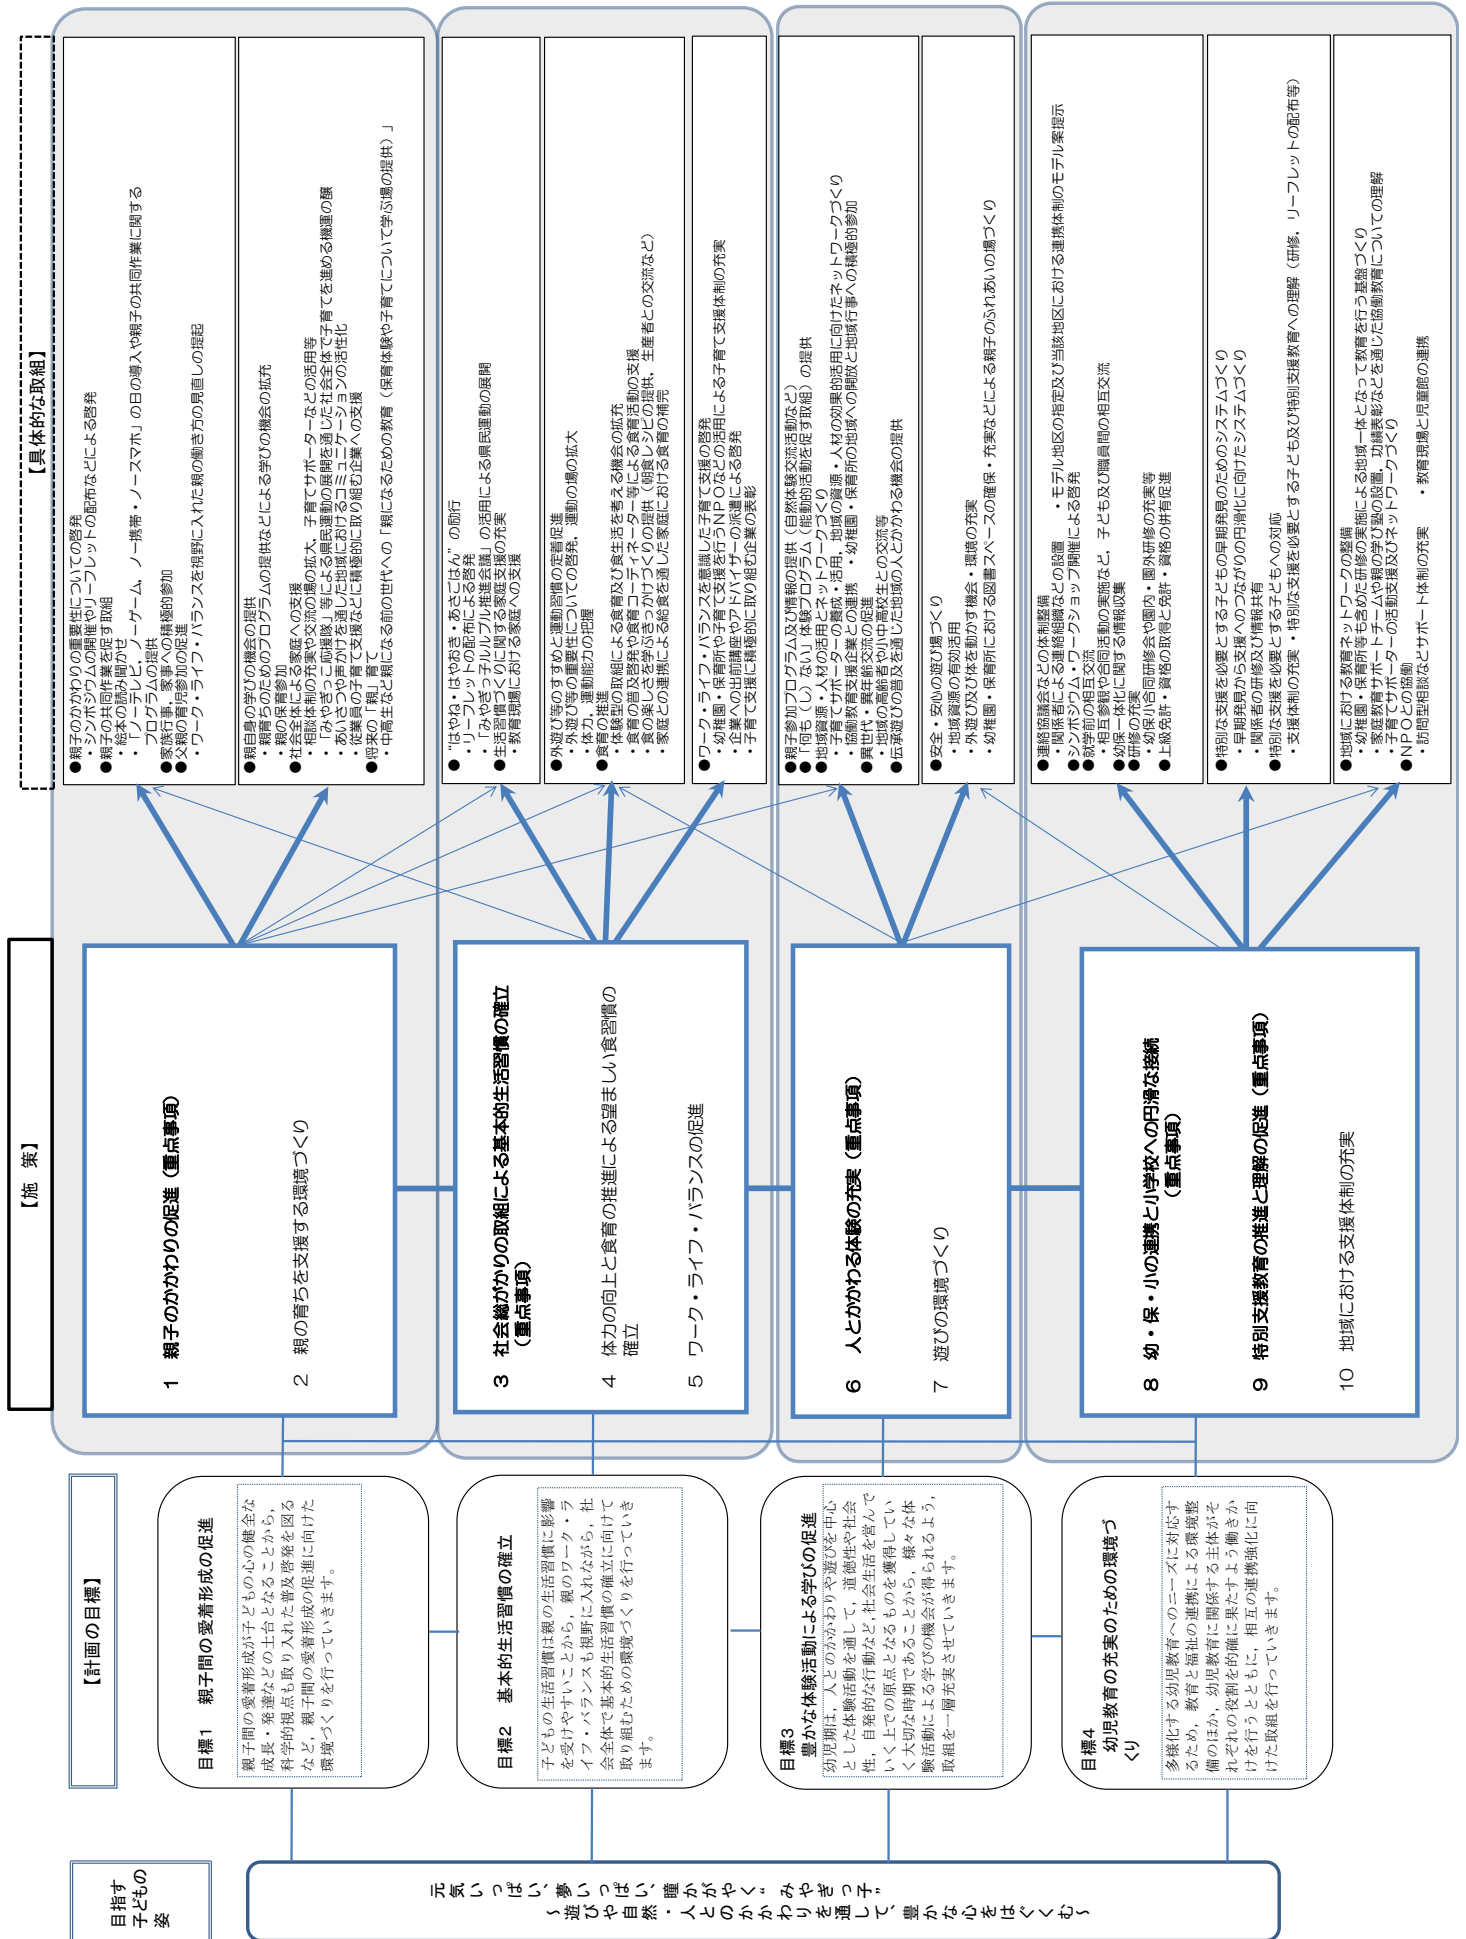 目指す
子どもの
姿
元気いっぱい、夢いっぱい、瞳かがやく“みやぎっ子”
～遊びや自然・人とのかかわりを通して、豊かな心をはぐくむ～
【計画の目標】
目標1　親子間の愛着形成の促進
親子間の愛着形成が子どもの心の健全な
成長・発達などの土台となることから，
科学的視点も取り入れた普及啓発を図る
など，親子間の愛着形成の促進に向けた
環境づくりを行っていきます。
目標2　基本的生活習慣の確立
子どもの生活習慣は親の生活習慣に影響
を受けやすいことから，親のワーク・ラ
イフ・バランスも視野に入れながら，社
会全体で基本的生活習慣の確立に向けて
取り組むための環境づくりを行っていき
ます。
目標3
豊かな体験活動による学びの促進
幼児期は，人とのかかわりや遊びを中心
とした体験活動を通して，道徳性や社会
性，自発的な行動など，社会生活を営んで
いく上での原点となるものを獲得してい
く大切な時期であることから，様々な体
験活動による学びの機会が得られるよう，
取組を一層充実させていきます。
目標4
幼児教育の充実のための環境づ
くり
多様化する幼児教育へのニーズに対応す
るため，教育と福祉の連携による環境整
備のほか，幼児教育に関係する主体がそ
れぞれの役割を的確に果たすよう働きか
けを行うとともに，相互の連携強化に向
けた取組を行っていきます。
【施　策】
1　親子のかかわりの促進（重点事項）
2　親の育ちを支援する環境づくり
3　社会総がかりの取組による基本的生活習慣の確立
（重点事項）
4　体力の向上と食育の推進による望ましい食習慣の
確立
5　ワーク・ライフ・バランスの促進
6　人とかかわる体験の充実（重点事項）
7　遊びの環境づくり
8　幼・保・小の連携と小学校への円滑な接続
（重点事項）
9　特別支援教育の推進と理解の促進（重点事項）
10　地域における支援体制の充実
【具体的な取組】
●親子のかかわりの重要性についての啓発
・シンポジウムの開催やリーフレットの配布などによる啓発
●親子の共同作業を促す取組
・絵本の読み聞かせ
・「ノーテレビ，ノーゲーム，ノー携帯・ノースマホ」の日の導入や親子の共同作業に関する
プログラムの提供
●家族行事，家事への積極的参加
●父親の育児参加の促進
・ワーク・ライフ・バランスを視野に入れた親の働き方の見直しの提起
●親自身の学びの機会の提供
・親育ちのためのプログラムの提供などによる学びの機会の拡充
・親の保育参加
●社会全体による家庭への支援
・相談体制の充実や交流の場の拡大，子育てサポーターなどの活用等
・「みやぎっこ応援隊」等による県民運動の展開を通じた社会全体で子育てを進める機運の醸
・あいさつや声かけを通した地域におけるコミュニケーションの活性化
・従業員の子育て支援などに積極的に取り組む企業への支援
●将来の「親」育て
・中高生など親になる前の世代への「親になるための教育（保育体験や子育てについて学ぶ場の提供）」
●“はやね・はやおき・あさごはん”の励行
・リーフレットの配布による啓発
・「みやぎっ子ルルブル推進会議」の活用による県民運動の展開
●生活習慣づくりに関する家庭支援の充実
・教育現場における家庭への支援
●外遊び等のすすめと運動習慣の定着促進
・外遊び等の重要性についての啓発，運動の場の拡大
・体力，運動能力の把握
●食育の推進
・体験型の取組による食育及び食生活を考える機会の拡充
・食育の普及啓発や食育コーディネーター等による食育活動の支援
・食の楽しさを学ぶきっかけづくりの提供（朝食レシピの提供，生産者との交流など）
・家庭との連携による給食を通した家庭における食育の補完
●ワーク・ライフ・バランスを意識した子育て支援の啓発
・幼稚園・保育所や子育て支援を行うＮＰＯなどの活用による子育て支援体制の充実
・企業への出前講座やアドバイザーの派遣による啓発
・子育て支援に積極的に取り組む企業の表彰
●親子参加プログラム及び情報の提供（自然体験交流活動など）
●「何も（し）ない」体験プログラム（能動的活動を促す取組）の提供
●地域資源・人材の活用とネットワークづくり
・子育てサポーターの養成・活用，地域の資源・人材の効果的活用に向けたネットワークづくり
・協働教育支援企業との連携　・幼稚園・保育所の地域への開放と地域行事への積極的参加
●異世代・異年齢交流の促進
・地域の高齢者や小中高校生との交流等
●伝承遊びの普及を通じた地域の人とかかわる機会の提供
●安全・安心の遊び場づくり
・地域資源の有効活用
・外遊び及び体を動かす機会・環境の充実
・幼稚園・保育所における図書スペースの確保・充実などによる親子のふれあいの場づくり
●連絡協議会などの体制整備
・関係者による連絡組織などの設置　　・モデル地区の指定及び当該地区における連携体制のモデル案提示
●シンポジウム・ワークショップ開催による啓発
●就学前の相互交流
・相互参観や合同活動の実施など，子ども及び職員間の相互交流
●幼保一体化に関する情報収集
●研修の充実
・幼保小合同研修会や園内・園外研修の充実等
●上級免許・資格の取得と免許・資格の併有促進
●特別な支援を必要とする子どもの早期発見のためのシステムづくり
・早期発見から支援へのつながりの円滑化に向けたシステムづくり
・関係者の研修及び情報共有
●特別な支援を必要とする子どもへの対応
・支援体制の充実　・特別な支援を必要とする子ども及び特別支援教育への理解（研修，リーフレットの配布等）
●地域における教育ネットワークの整備
・幼稚園・保育所等も含めた研修の実施による地域一体となって教育を行う基盤づくり
・家庭教育サポートチームや親の学び塾の設置，功績表彰などを通じた協働教育についての理解
・子育てサポーターの活動支援及びネットワークづくり
●ＮＰＯとの協働
・訪問型相談などサポート体制の充実　　・教育現場と児童館の連携